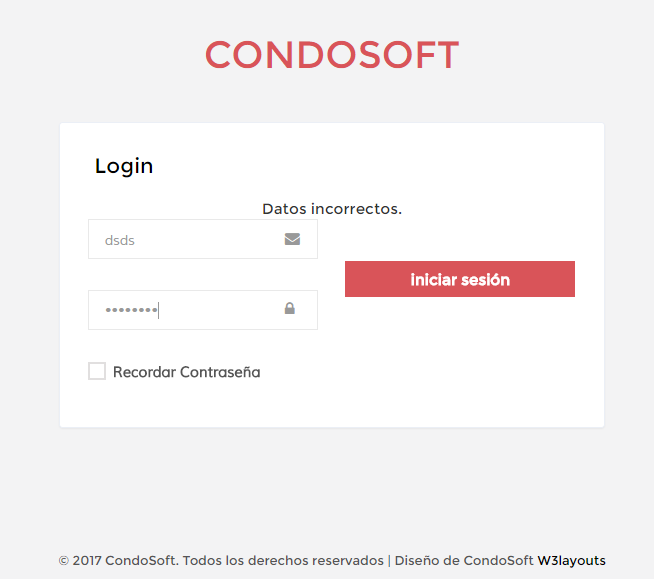 CONDOSOFT
Login
Datos incorrectos.
dsds
iniciar sesión
••••••••
Recordar Contraseña
© 2017 CondoSoft. Todos los derechos reservados | Diseño de CondoSoft W3layouts